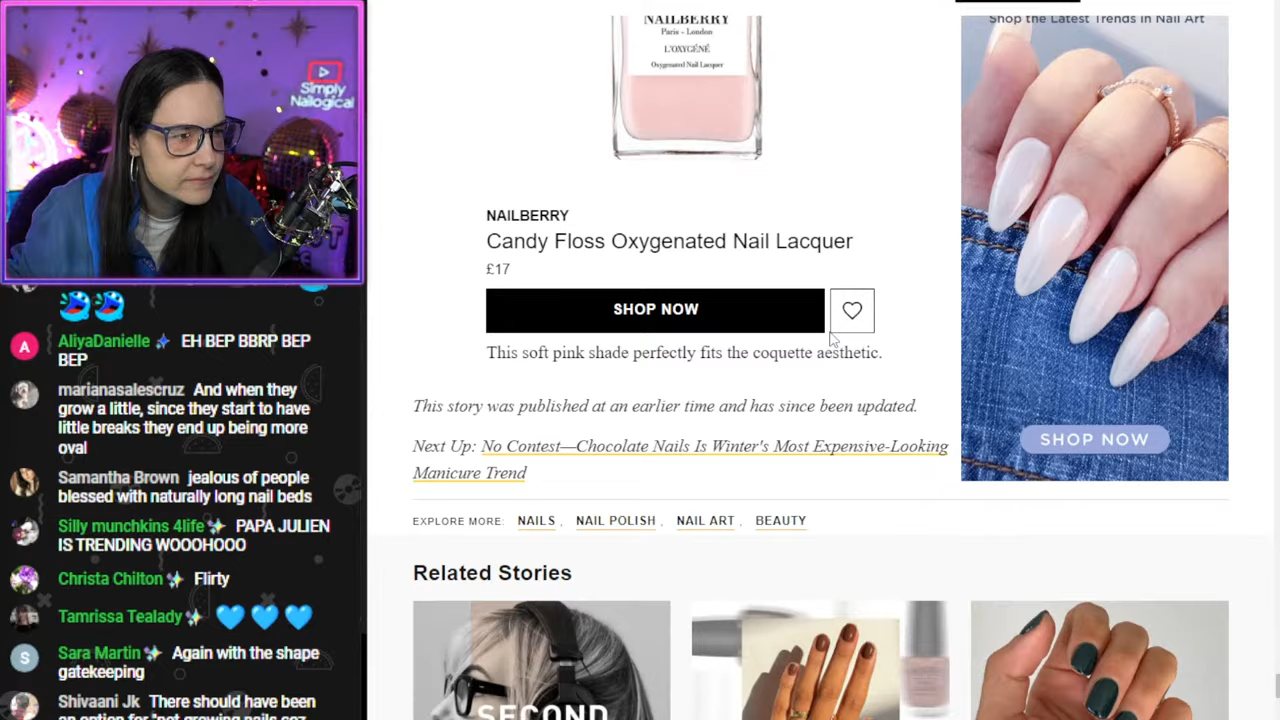 Simply
Nailogical
AliyaDanielle EH BEP BBRP BEP
BEP
marianasalescruz And when they
grow a little, since they start to have
little breaks they end up being more
oval
Samantha Brown jealous of people
blessed with naturally long nail beds
Silly munchkins 4life PAPA JULIEN
IS TRENDING WOOOHOOO
Christa Chilton Flirty
Tamrissa Tealady
Sara Martin Again with the shape
gatekeeping
Shivaani Jk There should have been
A
S
NAILBERRY
Paris – London
L'OXYGÉNÉ
Oxygenated Nail Lacquer
NAILBERRY
Candy Floss Oxygenated Nail Lacquer
£17
SHOP NOW
This soft pink shade perfectly fits the coquette aesthetic.
This story was published at an earlier time and has since been updated.
Next Up: No Contest—Chocolate Nails Is Winter's Most Expensive-Looking
Manicure Trend
EXPLORE MORE: NAILS , NAIL POLISH , NAIL ART , BEAUTY
Related Stories
SECOND
Shop the Latest Trends in Nail Art
SHOP NOW